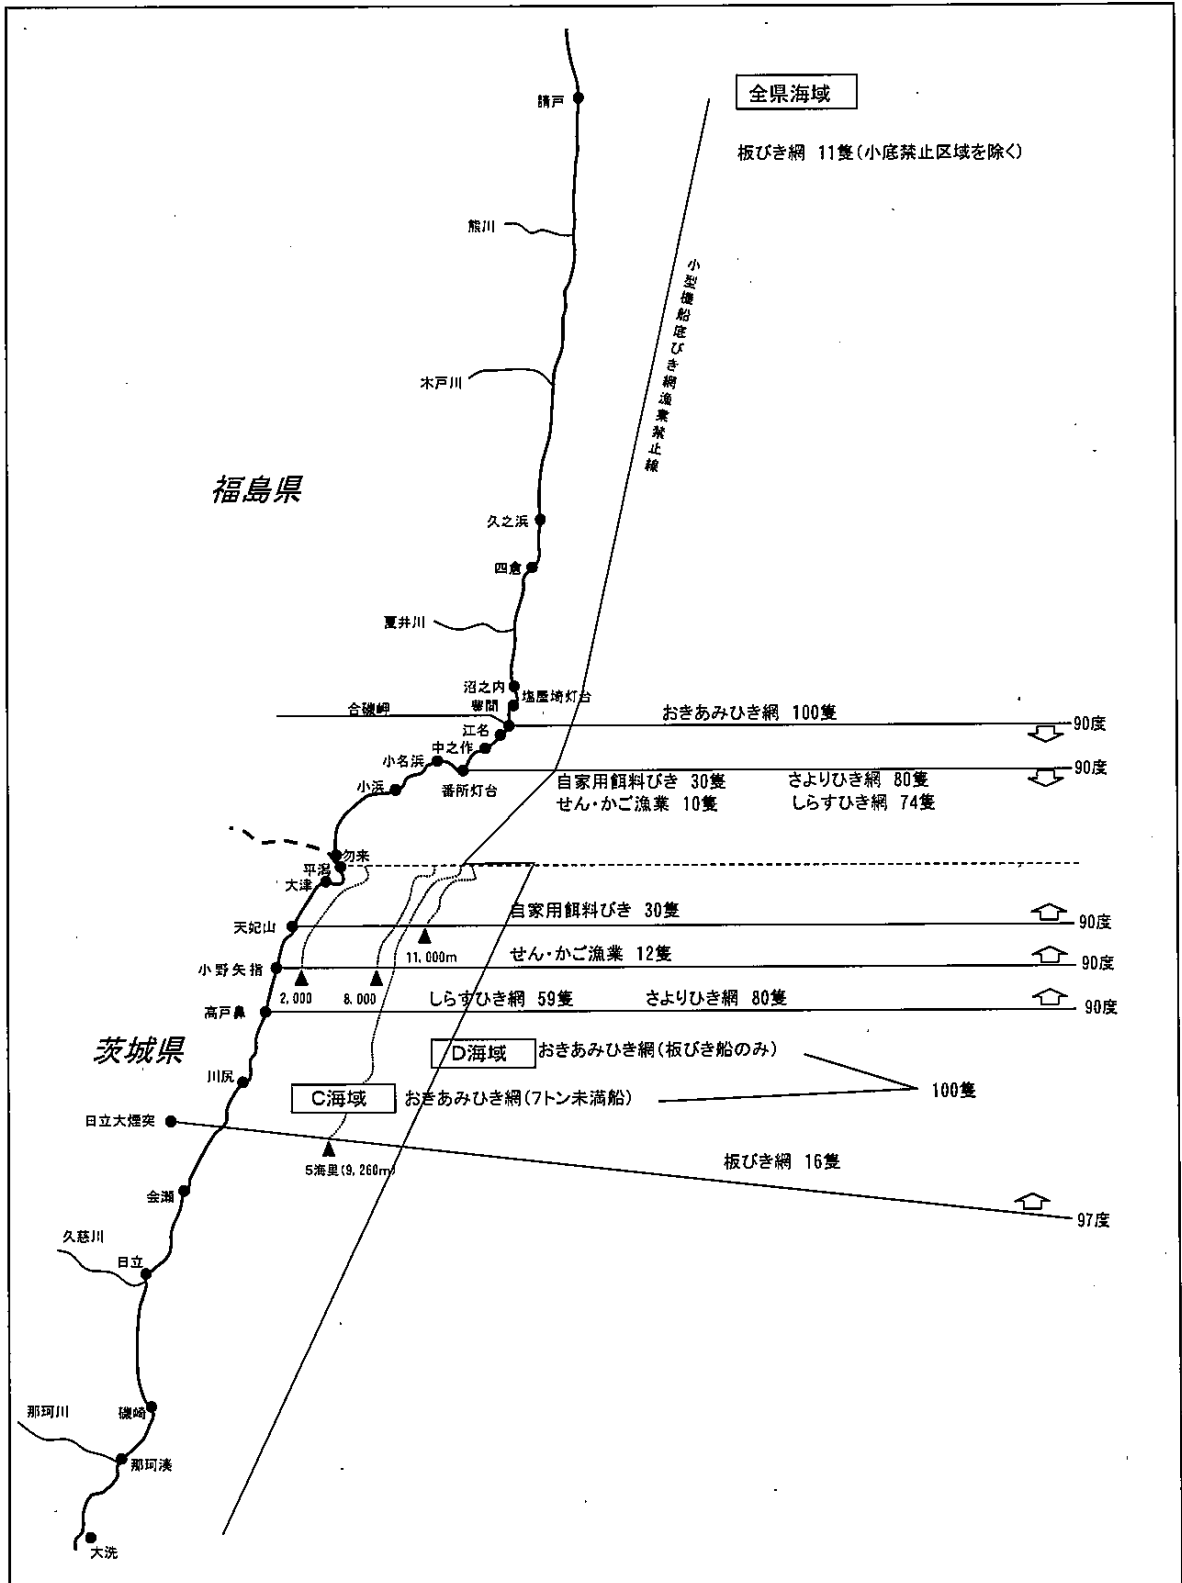 請戸
全県海域
板びき網 11隻(小底禁止区域を除く)
熊川
小型機船底びき網漁業禁止線
木戸川
福島県
久之浜
四倉
夏井川
沼之内
塩屋埼灯台
豊間
合磯岬
おきあみひき網 100隻
90度
江名
中之作
小名浜
90度
番所灯台
小浜
自家用餌料びき 30隻 さよりひき網 80隻
せん・かご漁業 10隻 しらすひき網 74隻
勿来
平潟
大津
自家用餌料びき 30隻
天妃山
90度
11,000m
せん・かご漁業 12隻
小野矢指
90度
2,000
8,000
しらすひき網 59隻 さよりひき網 80隻
高戸鼻
90度
茨城県
D海域 おきあみひき網(板びき船のみ)
川尻
C海域 おきあみひき網(7トン未満船)
100隻
日立大煙突
板びき網 16隻
5海里(9,260m)
会瀬
97度
久慈川
日立
那珂川
磯崎
那珂湊
大洗